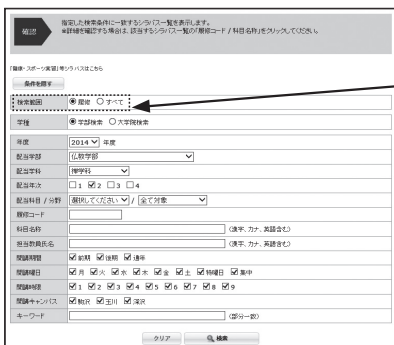 確認
指定した検索条件に一致するシラバス一覧を表示します。
※詳細を確認する場合は、該当するシラバス一覧の「履修コード / 科目名称」をクリックしてください。
「健康・スポーツ実習」等シラバスはこちら
条件を隠す
検索範囲 履修 すべて
学種 学部検索 大学院検索
年度 2014 年度
配当学部 仏教学部
配当学科 禅学科
配当年次 1 2 3 4
配当科目 / 分野 選択してください / 全て対象
履修コード
科目名称 (漢字、カナ、英語含む)
担当教員氏名 (漢字、カナ、英語含む)
開講期間 前期 後期 通年
開講曜日 月 火 水 木 金 土 特曜日 集中
開講時限 1 2 3 4 5 6 7 8 9
開講キャンパス 駒沢 玉川 深沢
キーワード (部分一致)
クリア 検索